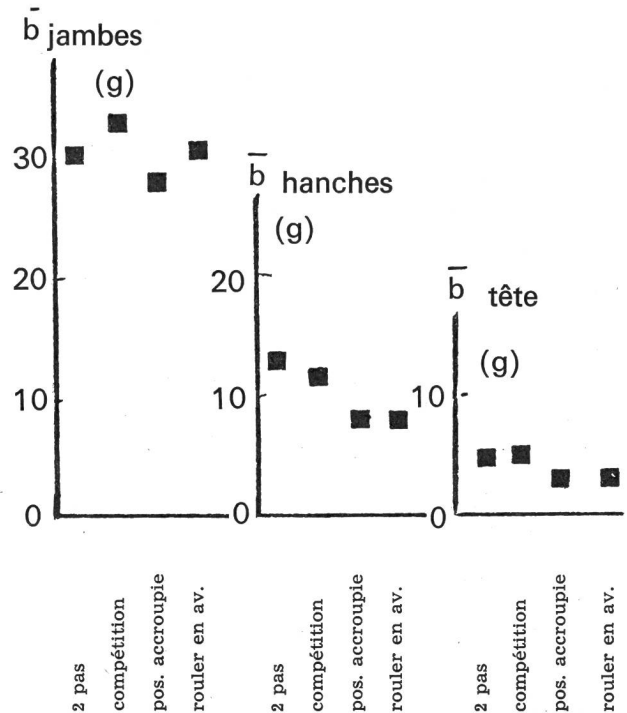 b̄ jambes
(g)
30
20
10
0
b̄ hanches
(g)
20
10
0
b̄ tête
(g)
10
0
2 pas
compétition
pos. accroupie
rouler en av.
2 pas
compétition
pos. accroupie
rouler en av.
2 pas
compétition
pos. accroupie
rouler en av.